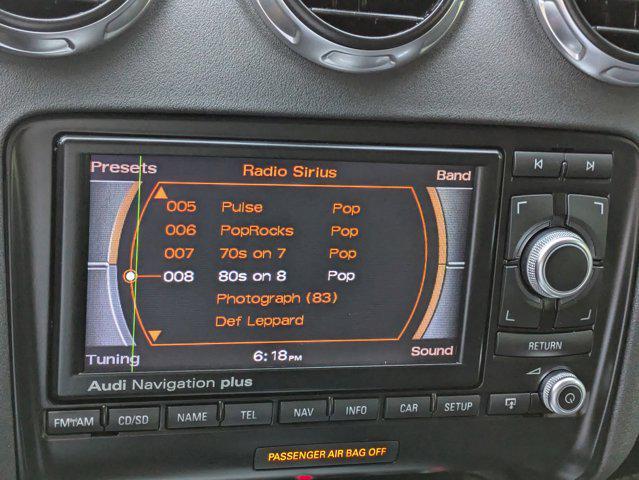 Presets Radio Sirius Band
005 Pulse Pop
006 PopRocks Pop
007 70s on 7 Pop
008 80s on 8 Pop
Photograph (83)
Def Leppard
Tuning 6:18PM Sound
Audi Navigation plus
RETURN
FM/AM CD/SD NAME TEL NAV INFO CAR SETUP
PASSENGER AIR BAG OFF